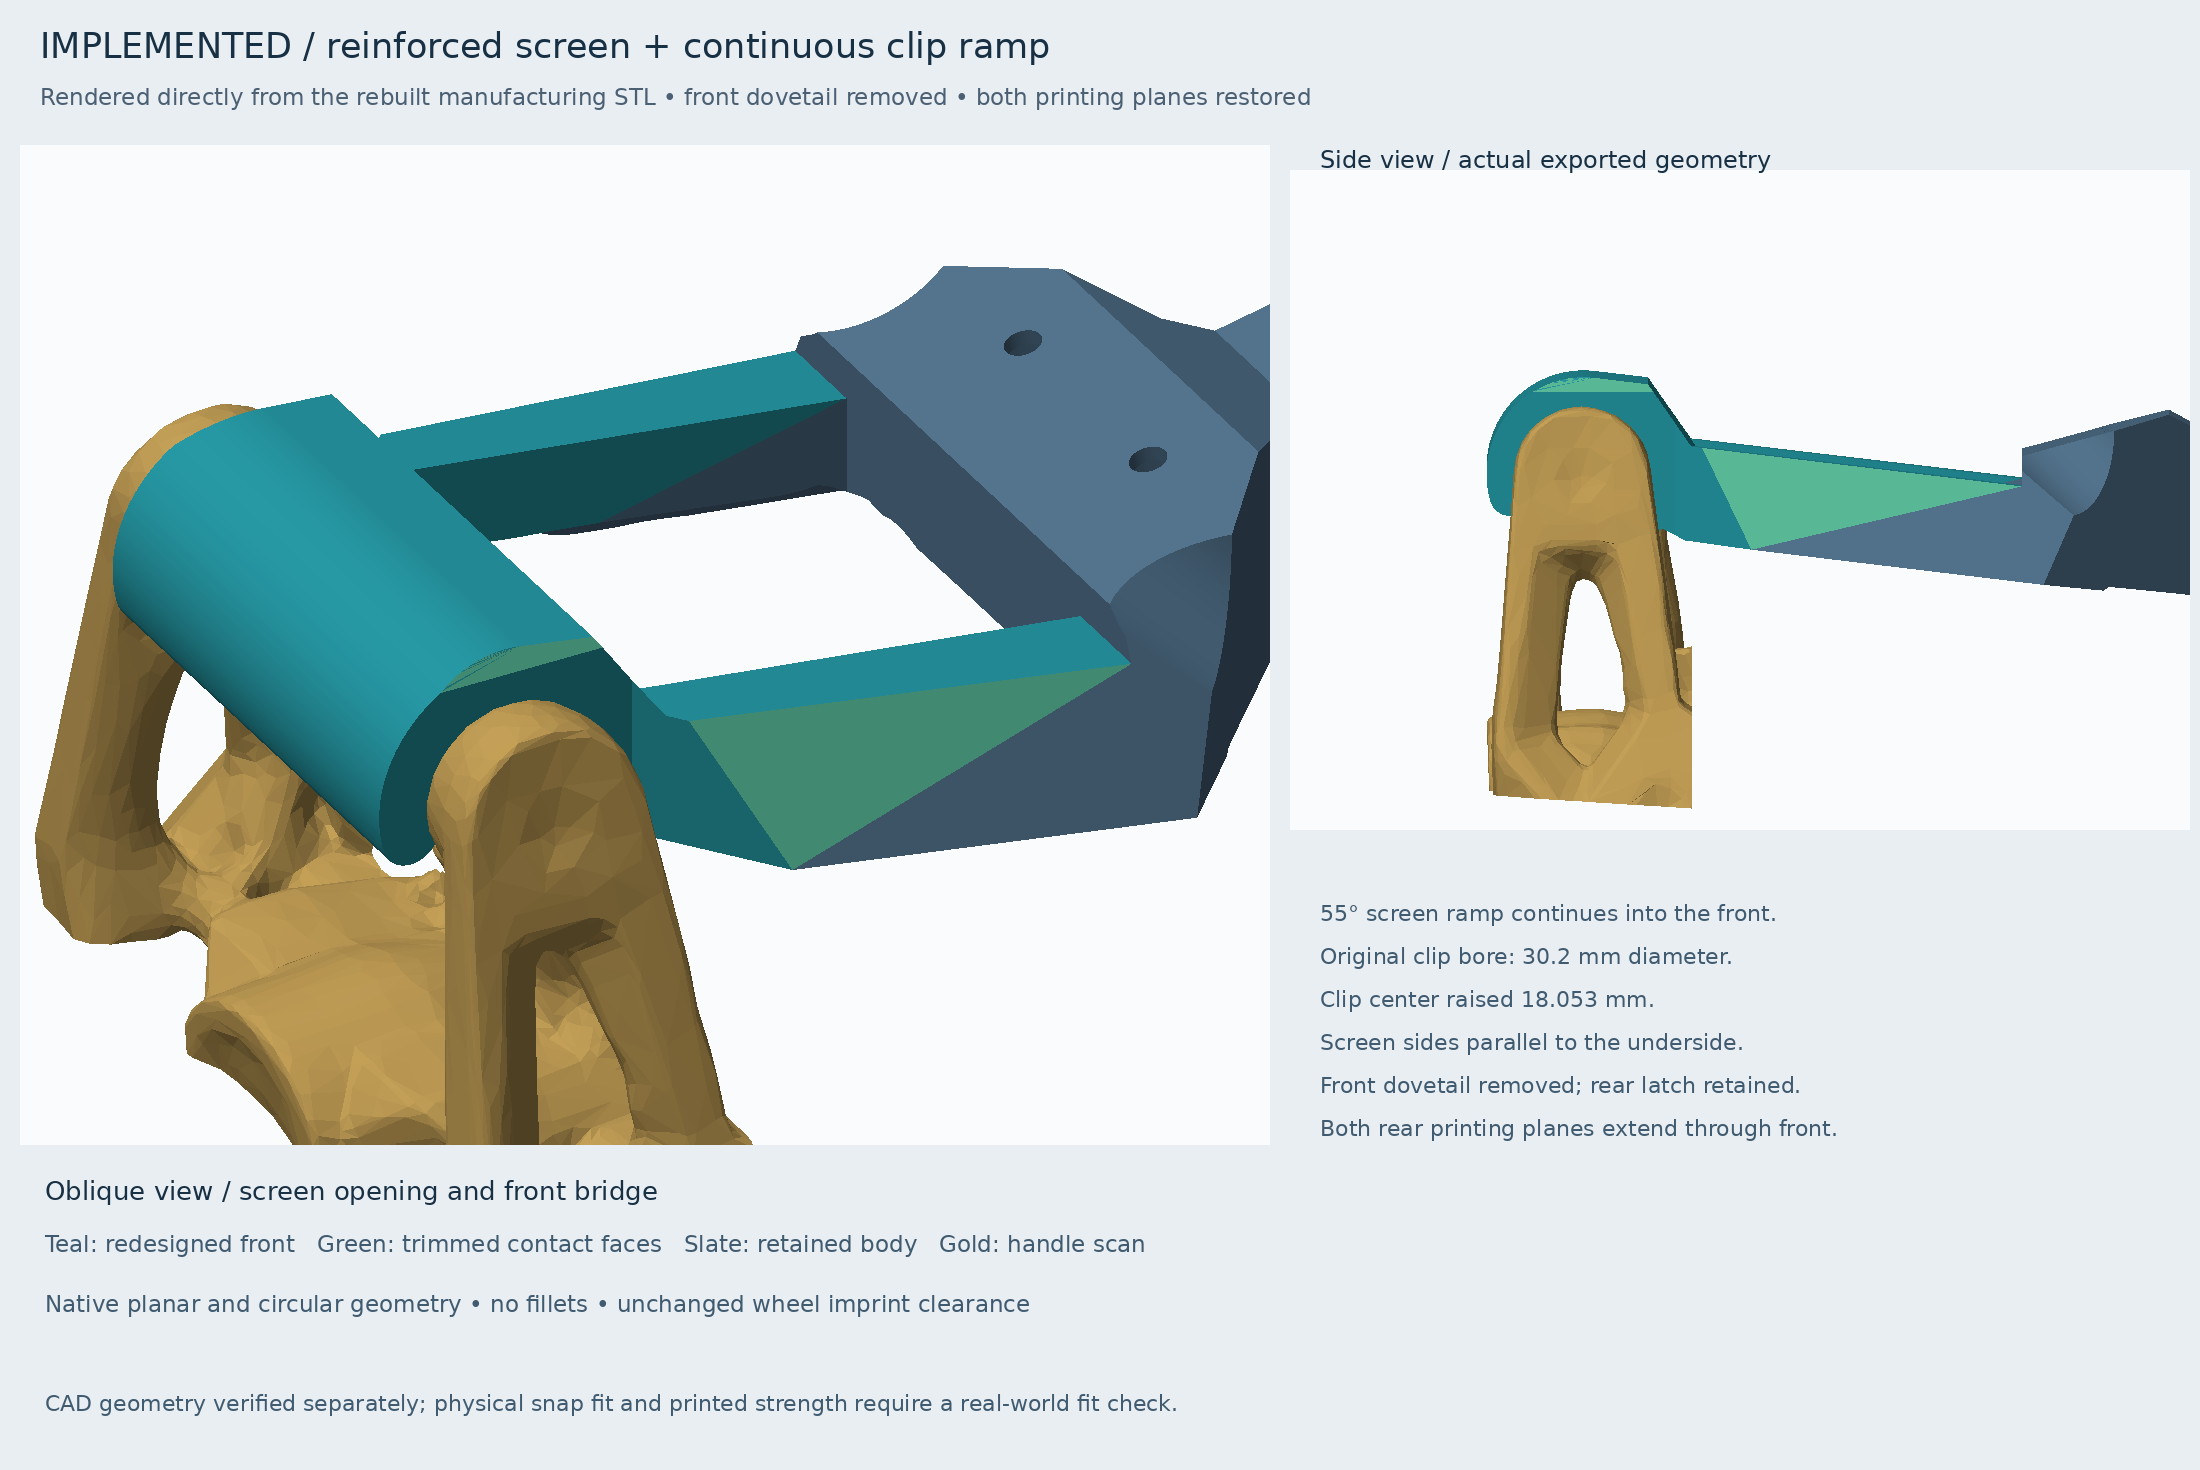 IMPLEMENTED / reinforced screen + continuous clip ramp
Rendered directly from the rebuilt manufacturing STL • front dovetail removed • both printing planes restored
Side view / actual exported geometry
55° screen ramp continues into the front.
Original clip bore: 30.2 mm diameter.
Clip center raised 18.053 mm.
Screen sides parallel to the underside.
Front dovetail removed; rear latch retained.
Both rear printing planes extend through front.
Oblique view / screen opening and front bridge
Teal: redesigned front   Green: trimmed contact faces   Slate: retained body   Gold: handle scan
Native planar and circular geometry • no fillets • unchanged wheel imprint clearance
CAD geometry verified separately; physical snap fit and printed strength require a real-world fit check.